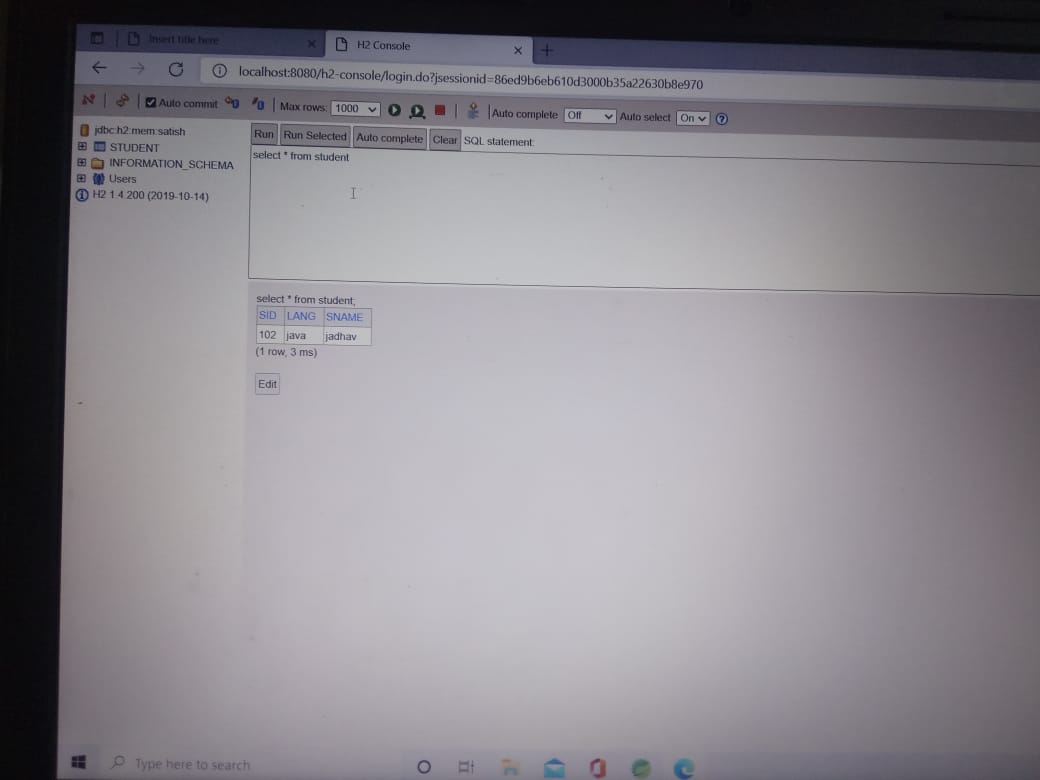 Insert title here
H2 Console
localhost:8080/h2-console/login.do?jsessionid=86ed9b6eb610d3000b35a22630b8e970
Auto commit Max rows: 1000 Auto complete Off Auto select On
jdbc:h2:mem:satish
STUDENT
INFORMATION_SCHEMA
Users
H2 1.4.200 (2019-10-14)
Run Run Selected Auto complete Clear SQL statement:
select * from student
select * from student;
SID LANG SNAME
102 java jadhav
(1 row, 3 ms)
Edit
Type here to search